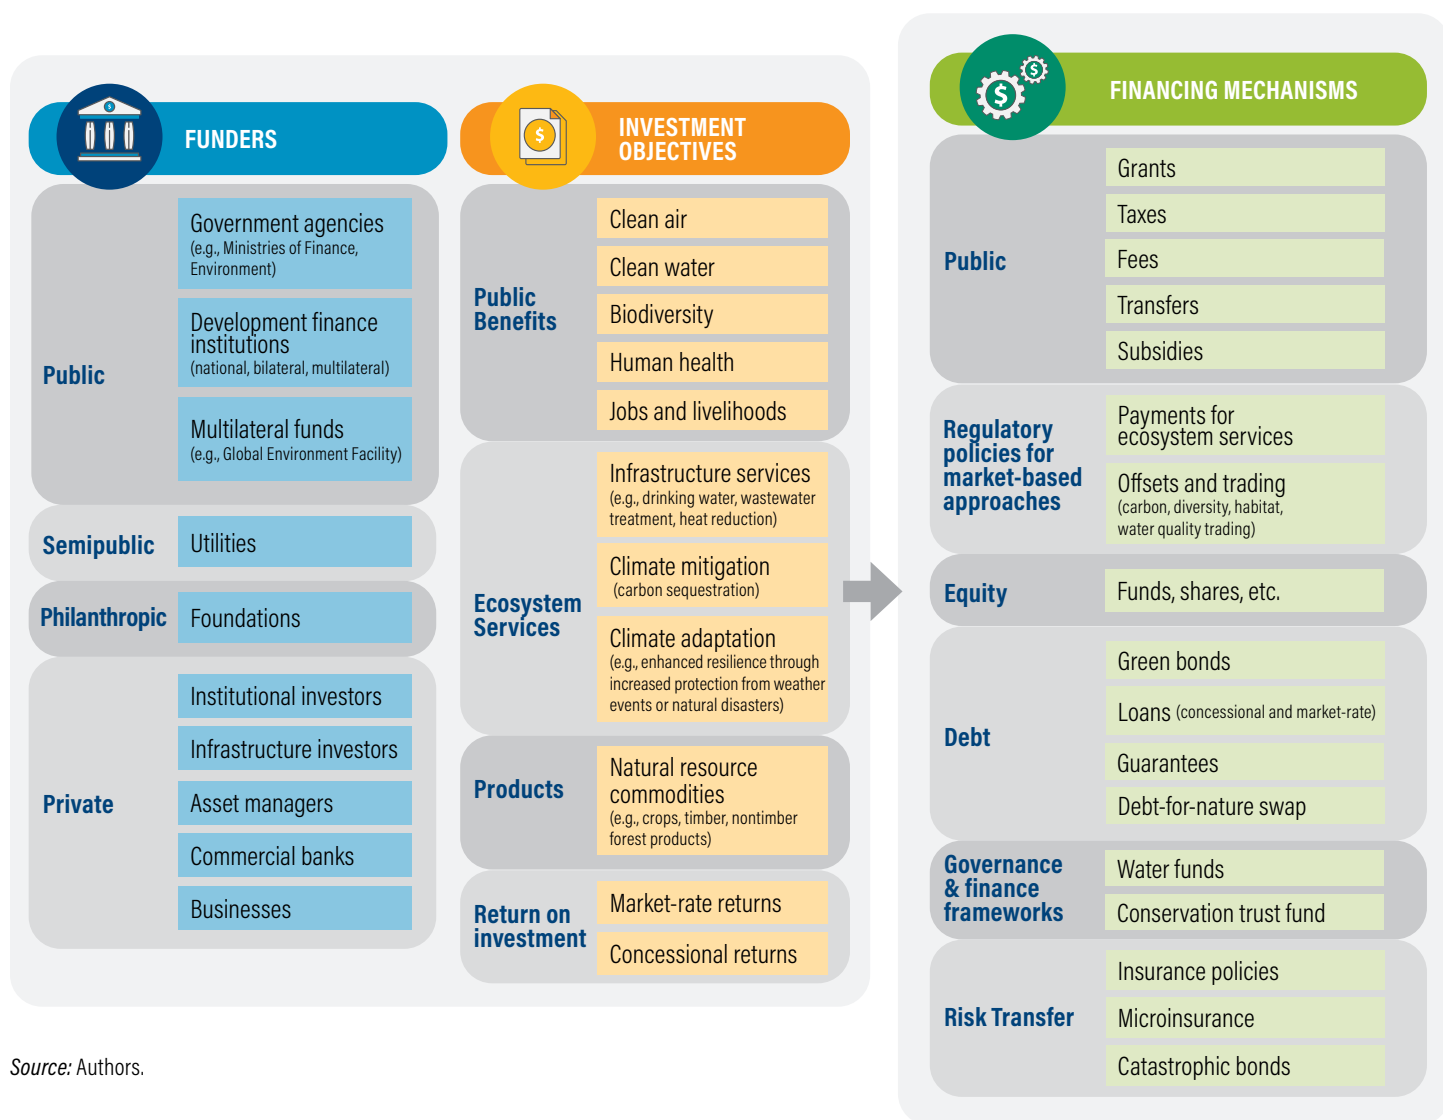 FUNDERS
Public
Government agencies
(e.g., Ministries of Finance,
Environment)
Development finance
institutions
(national, bilateral, multilateral)
Multilateral funds
(e.g., Global Environment Facility)
Semipublic
Utilities
Philanthropic
Foundations
Private
Institutional investors
Infrastructure investors
Asset managers
Commercial banks
Businesses
INVESTMENT
OBJECTIVES
Public
Benefits
Clean air
Clean water
Biodiversity
Human health
Jobs and livelihoods
Ecosystem
Services
Infrastructure services
(e.g., drinking water, wastewater
treatment, heat reduction)
Climate mitigation
(carbon sequestration)
Climate adaptation
(e.g., enhanced resilience through
increased protection from weather
events or natural disasters)
Products
Natural resource
commodities
(e.g., crops, timber, nontimber
forest products)
Return on
investment
Market-rate returns
Concessional returns
FINANCING MECHANISMS
Public
Grants
Taxes
Fees
Transfers
Subsidies
Regulatory
policies for
market-based
approaches
Payments for
ecosystem services
Offsets and trading
(carbon, diversity, habitat,
water quality trading)
Equity
Funds, shares, etc.
Debt
Green bonds
Loans (concessional and market-rate)
Guarantees
Debt-for-nature swap
Governance
& finance
frameworks
Water funds
Conservation trust fund
Risk Transfer
Insurance policies
Microinsurance
Catastrophic bonds
Source: Authors.